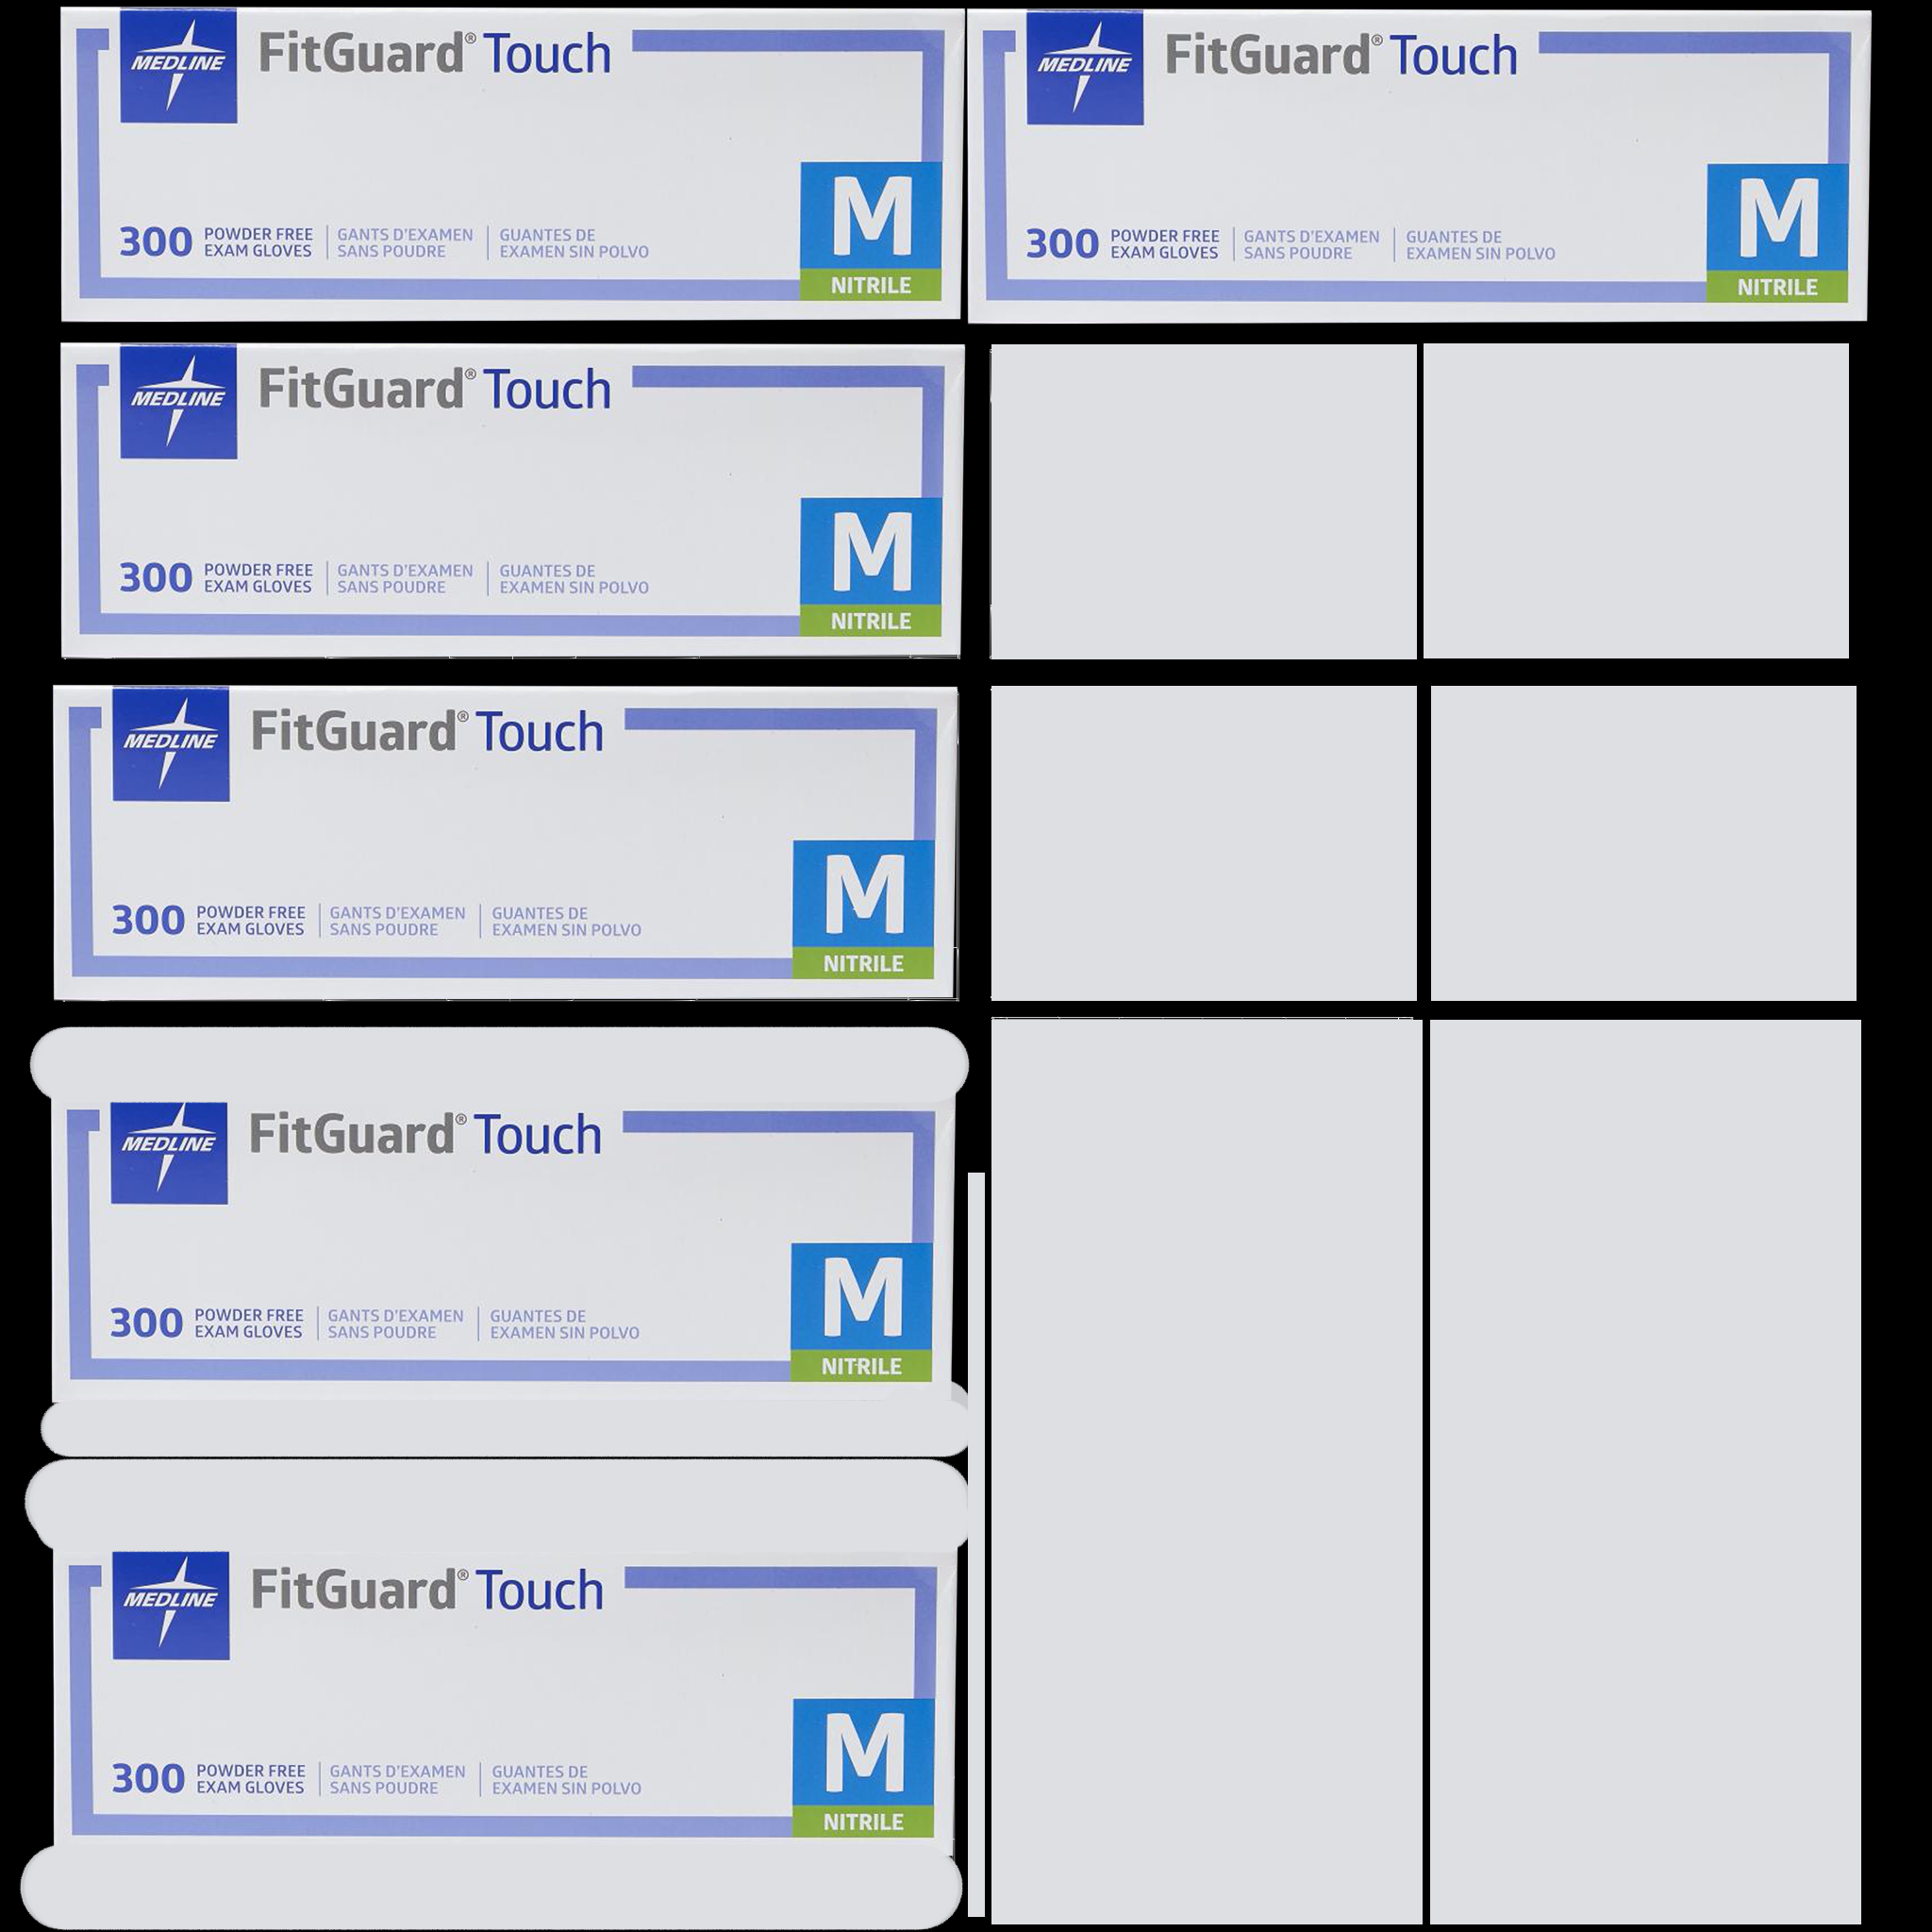 MEDLINE
FitGuard® Touch
M
300 POWDER FREE EXAM GLOVES
GANTS D'EXAMEN SANS POUDRE
GUANTES DE EXAMEN SIN POLVO
NITRILE
MEDLINE
FitGuard® Touch
M
300 POWDER FREE EXAM GLOVES
GANTS D'EXAMEN SANS POUDRE
GUANTES DE EXAMEN SIN POLVO
NITRILE
MEDLINE
FitGuard® Touch
M
300 POWDER FREE EXAM GLOVES
GANTS D'EXAMEN SANS POUDRE
GUANTES DE EXAMEN SIN POLVO
NITRILE
MEDLINE
FitGuard® Touch
M
300 POWDER FREE EXAM GLOVES
GANTS D'EXAMEN SANS POUDRE
GUANTES DE EXAMEN SIN POLVO
NITRILE
MEDLINE
FitGuard® Touch
M
300 POWDER FREE EXAM GLOVES
GANTS D'EXAMEN SANS POUDRE
GUANTES DE EXAMEN SIN POLVO
NITRILE
MEDLINE
FitGuard® Touch
M
300 POWDER FREE EXAM GLOVES
GANTS D'EXAMEN SANS POUDRE
GUANTES DE EXAMEN SIN POLVO
NITRILE